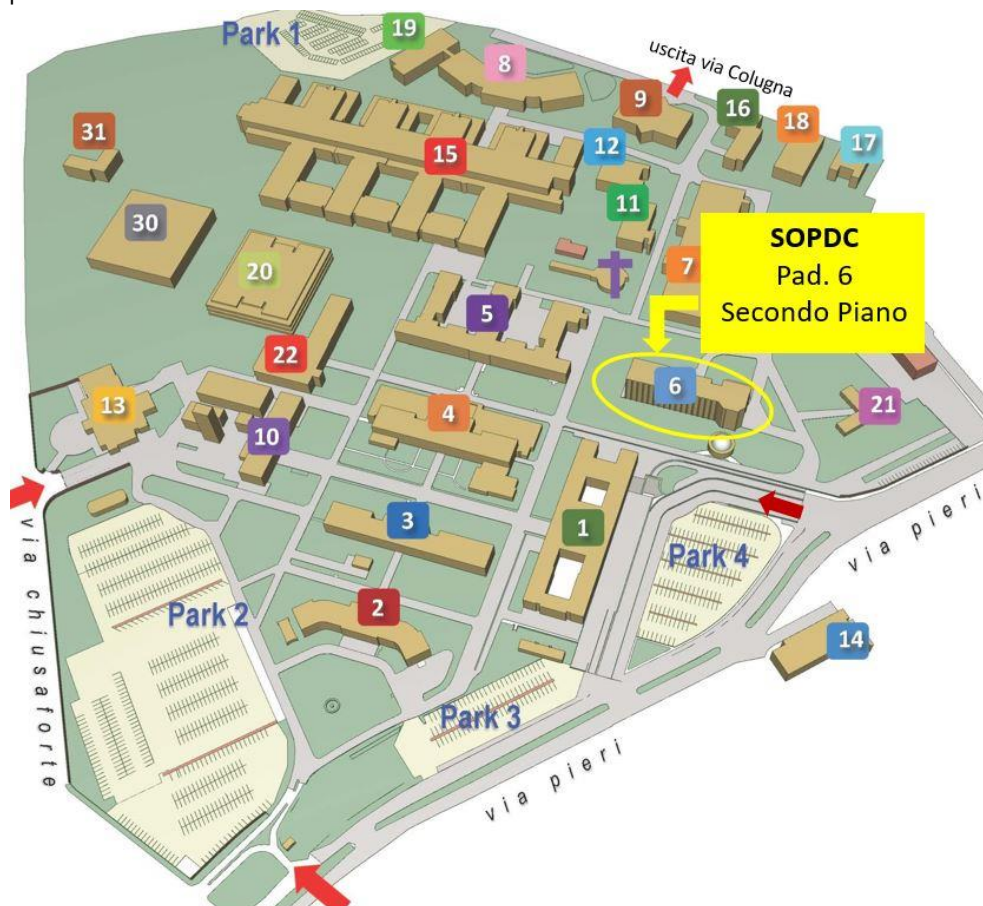 Park 1
19
8
uscita via Colugna
9
16
18
17
31
15
12
11
30
SOPDC
Pad. 6
Secondo Piano
7
20
5
22
6
13
4
21
10
3
1
Park 4
via pieri
via chiusaforte
Park 2
2
14
Park 3
via pieri